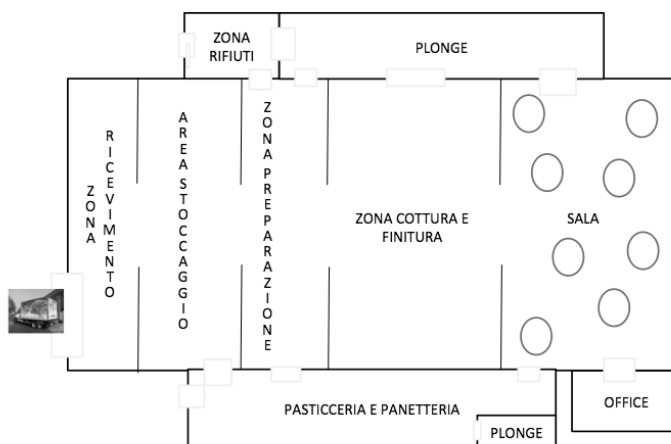 ZONA
RIFIUTI
PLONGE
ZONA
RICEVIMENTO
AREA STOCCAGGIO
ZONA PREPARAZIONE
ZONA COTTURA E
FINITURA
SALA
PASTICCERIA E PANETTERIA
PLONGE
OFFICE